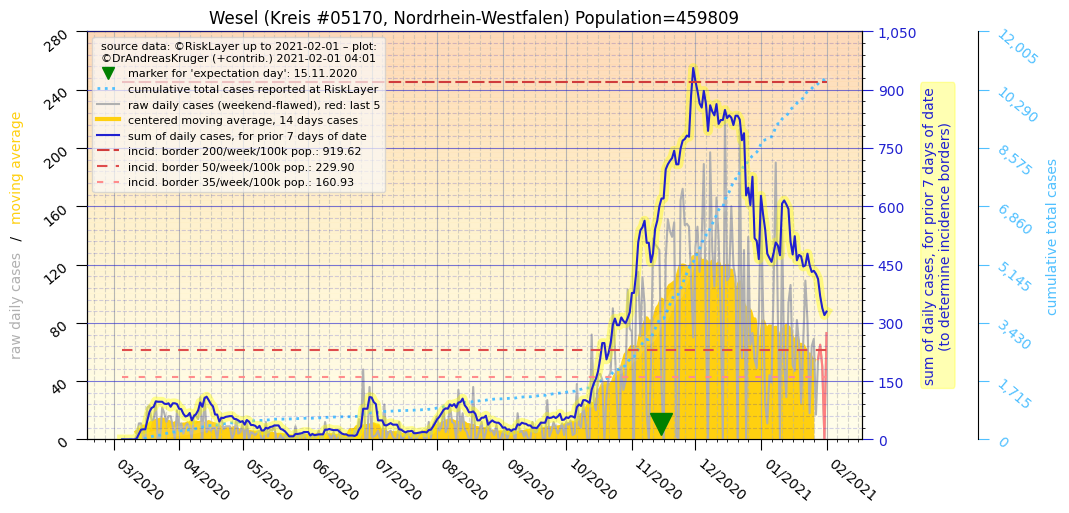 Wesel (Kreis #05170, Nordrhein-Westfalen) Population=459809
source data: ©RiskLayer up to 2021-02-01 – plot:
©DrAndreasKruger (+contrib.) 2021-02-01 04:01
marker for 'expectation day': 15.11.2020
cumulative total cases reported at RiskLayer
raw daily cases (weekend-flawed), red: last 5
centered moving average, 14 days cases
sum of daily cases, for prior 7 days of date
incid. border 200/week/100k pop.: 919.62
incid. border 50/week/100k pop.: 229.90
incid. border 35/week/100k pop.: 160.93
raw daily cases / moving average
280
240
200
160
120
80
40
0
03/2020
04/2020
05/2020
06/2020
07/2020
08/2020
09/2020
10/2020
11/2020
12/2020
01/2021
02/2021
1,050
900
750
600
450
300
150
0
sum of daily cases, for prior 7 days of date
(to determine incidence borders)
12,005
10,290
8,575
6,860
5,145
3,430
1,715
0
cumulative total cases